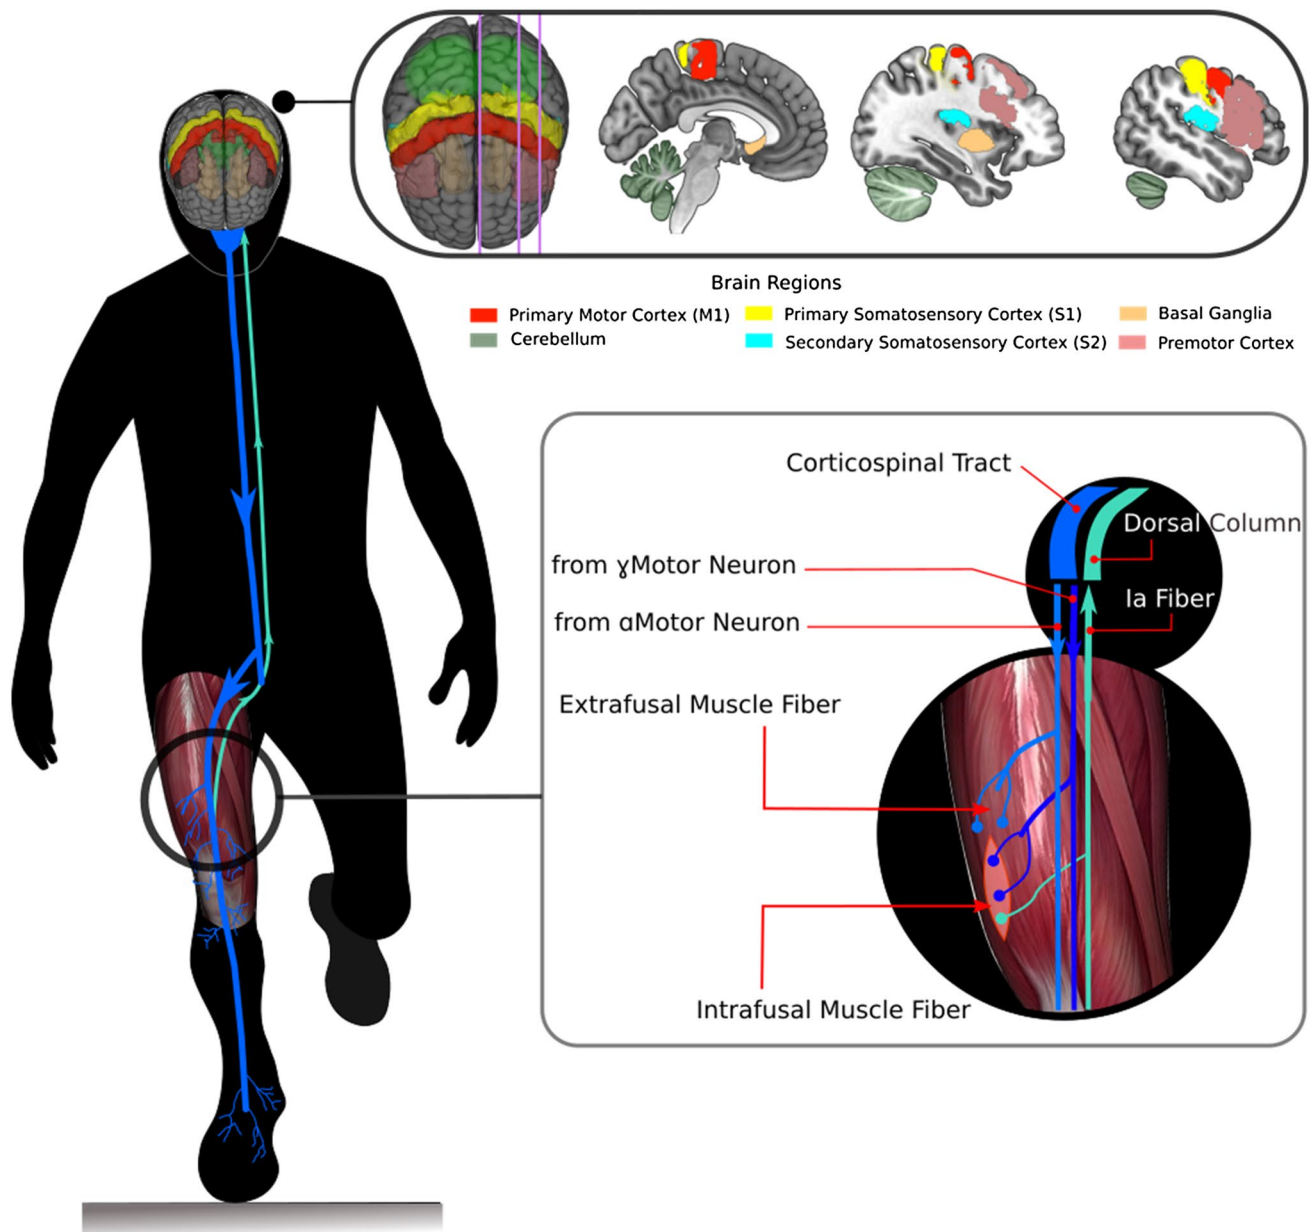 Brain Regions
Primary Motor Cortex (M1)
Primary Somatosensory Cortex (S1)
Basal Ganglia
Cerebellum
Secondary Somatosensory Cortex (S2)
Premotor Cortex
Corticospinal Tract
Dorsal Column
from ɣMotor Neuron
Ia Fiber
from αMotor Neuron
Extrafusal Muscle Fiber
Intrafusal Muscle Fiber